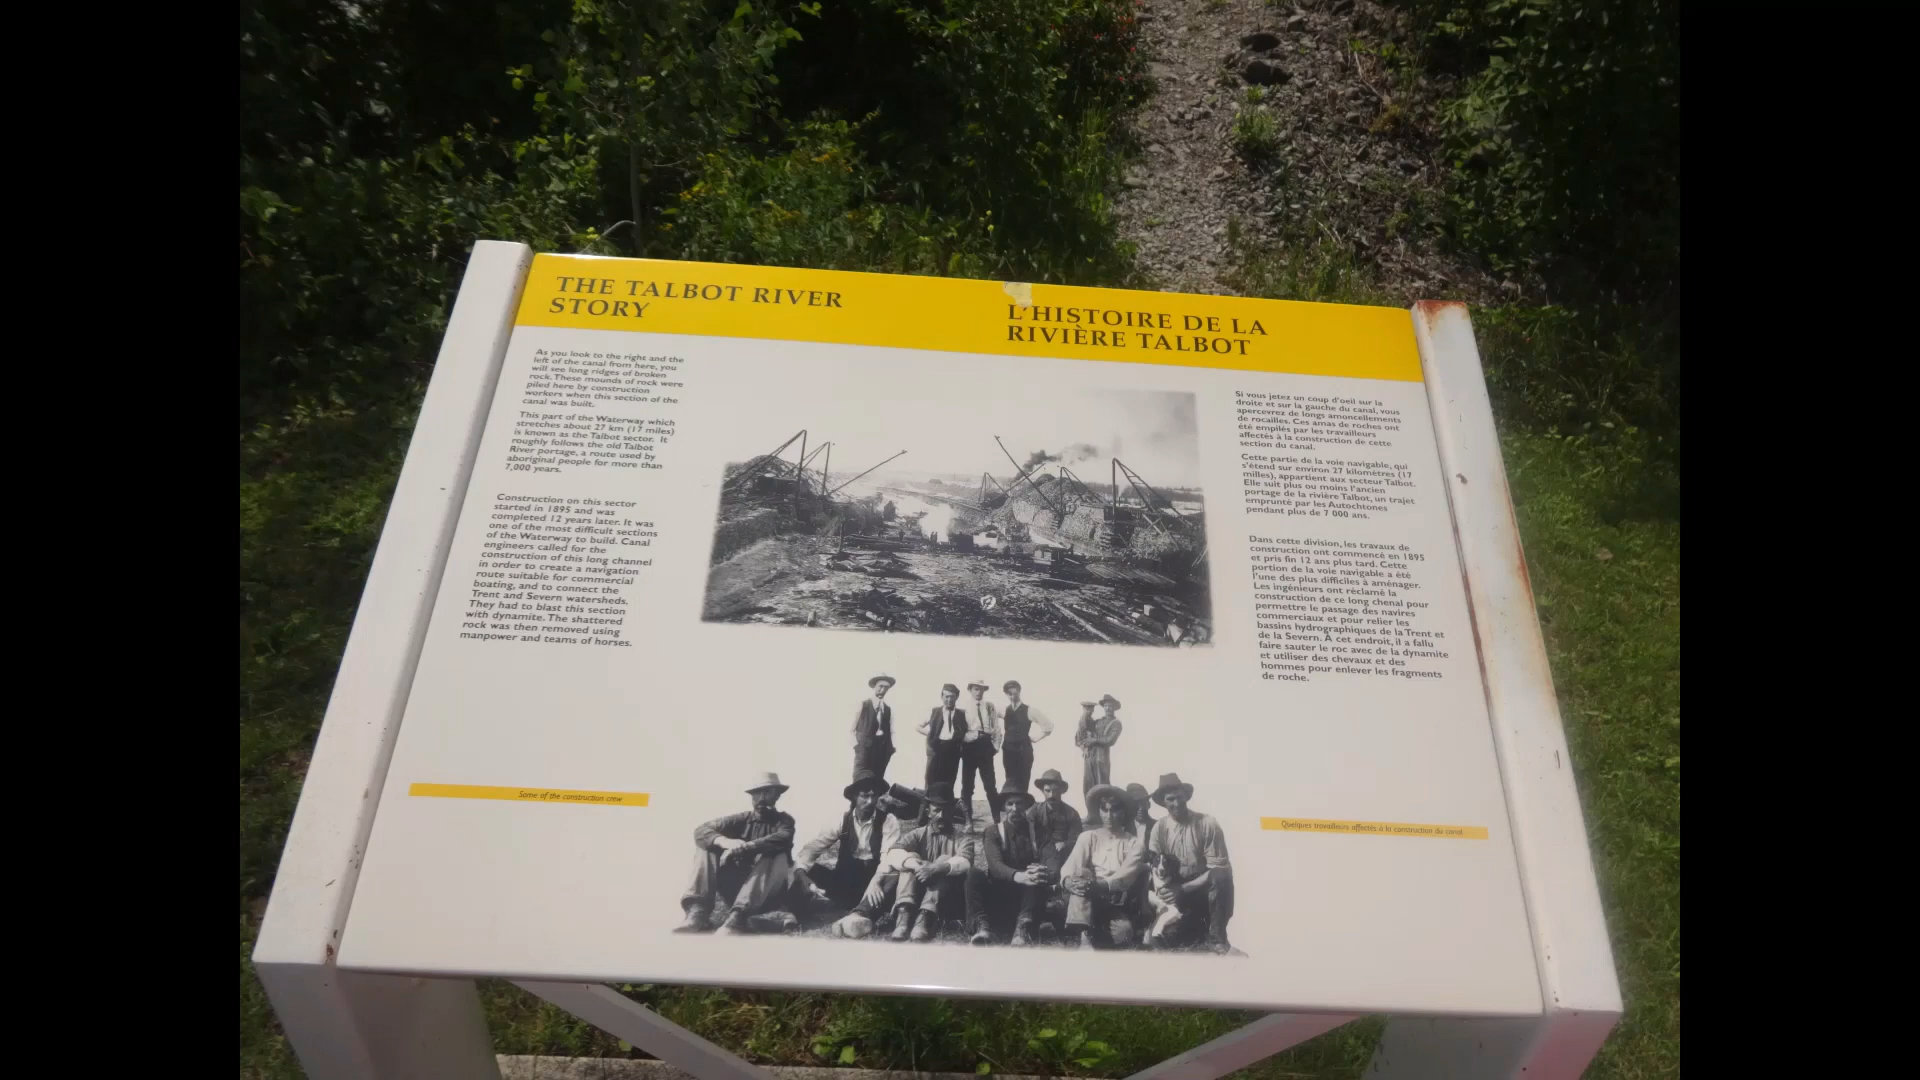 THE TALBOT RIVER
STORY
As you look to the right and the
left of the canal from here, you
will see long ridges of broken
rock. These mounds of rock were
piled here by construction
workers when this section of the
canal was built.
This part of the Waterway which
stretches about 27 km (17 miles)
is known as the Talbot sector. It
roughly follows the old Talbot
River portage, a route used by
aboriginal people for more than
7,000 years.
Construction on this sector
started in 1895 and was
completed 12 years later. It was
one of the most difficult sections
of the Waterway to build. Canal
engineers called for the
construction of this long channel
in order to create a navigation
route suitable for commercial
boating, and to connect the
Trent and Severn watersheds.
They had to blast this section
with dynamite. The shattered
rock was then removed using
manpower and teams of horses.
Some of the construction crew
L'HISTOIRE DE LA
RIVIÈRE TALBOT
Si vous jetez un coup d'oeil sur la
droite et sur la gauche du canal, vous
apercevrez de longs amoncellements
de rocailles. Ces amas de roches ont
été empilés par les travailleurs
affectés à la construction de cette
section du canal.
Cette partie de la voie navigable, qui
s'étend sur environ 27 kilomètres (17
milles), appartient aux secteur Talbot.
Elle suit plus ou moins l'ancien
portage de la rivière Talbot, un trajet
emprunté par les Autochtones
pendant plus de 7 000 ans.
Dans cette division, les travaux de
construction ont commencé en 1895
et pris fin 12 ans plus tard. Cette
portion de la voie navigable a été
l'une des plus difficiles à aménager.
Les ingénieurs ont réclamé la
construction de ce long chenal pour
permettre le passage des navires
commerciaux et pour relier les
bassins hydrographiques de la Trent et
de la Severn. À cet endroit, il a fallu
faire sauter le roc avec de la dynamite
et utiliser des chevaux et des
hommes pour enlever les fragments
de roche.
Quelques travailleurs affectés à la construction du canal